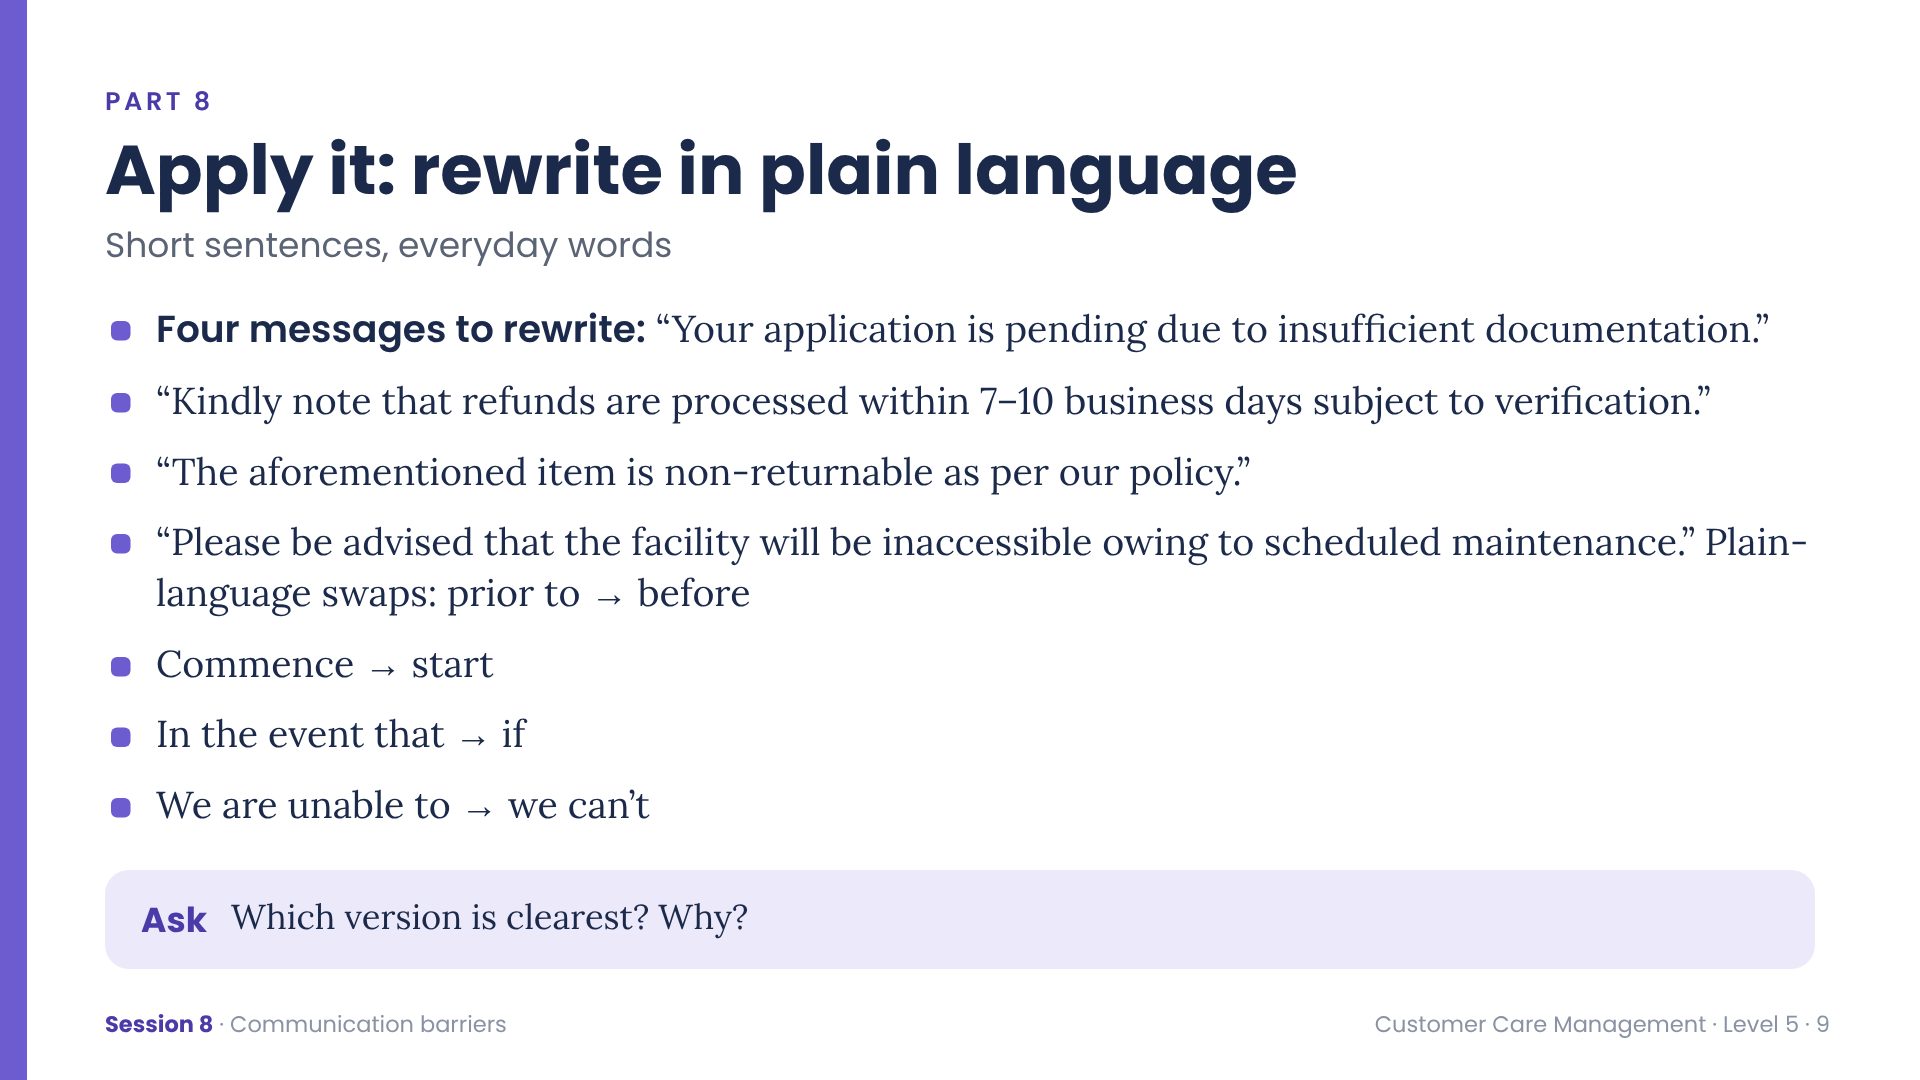 PART 8
Apply it: rewrite in plain language
Short sentences, everyday words
Four messages to rewrite: “Your application is pending due to insufficient documentation.”
“Kindly note that refunds are processed within 7–10 business days subject to verification.”
“The aforementioned item is non-returnable as per our policy.”
“Please be advised that the facility will be inaccessible owing to scheduled maintenance.” Plain-
language swaps: prior to → before
Commence → start
In the event that → if
We are unable to → we can’t
Ask Which version is clearest? Why?
Session 8 · Communication barriers
Customer Care Management · Level 5 · 9